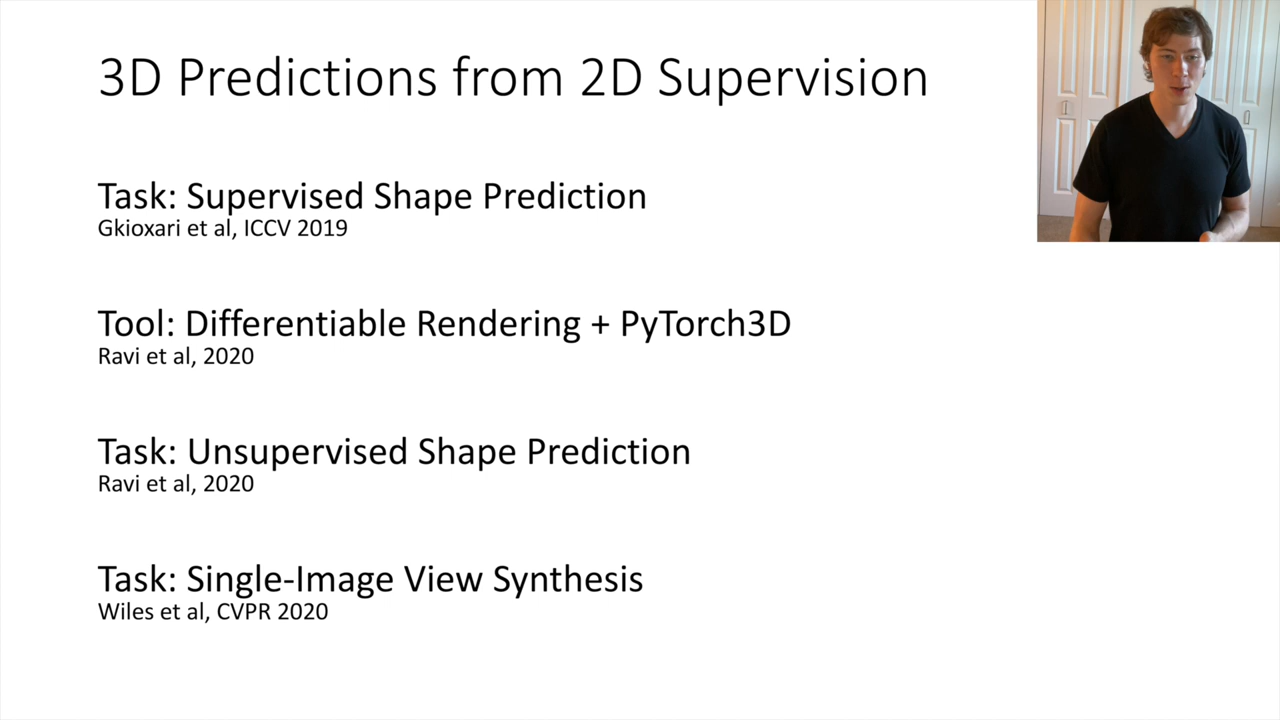 3D Predictions from 2D Supervision
Task: Supervised Shape Prediction
Gkioxari et al, ICCV 2019
Tool: Differentiable Rendering + PyTorch3D
Ravi et al, 2020
Task: Unsupervised Shape Prediction
Ravi et al, 2020
Task: Single-Image View Synthesis
Wiles et al, CVPR 2020